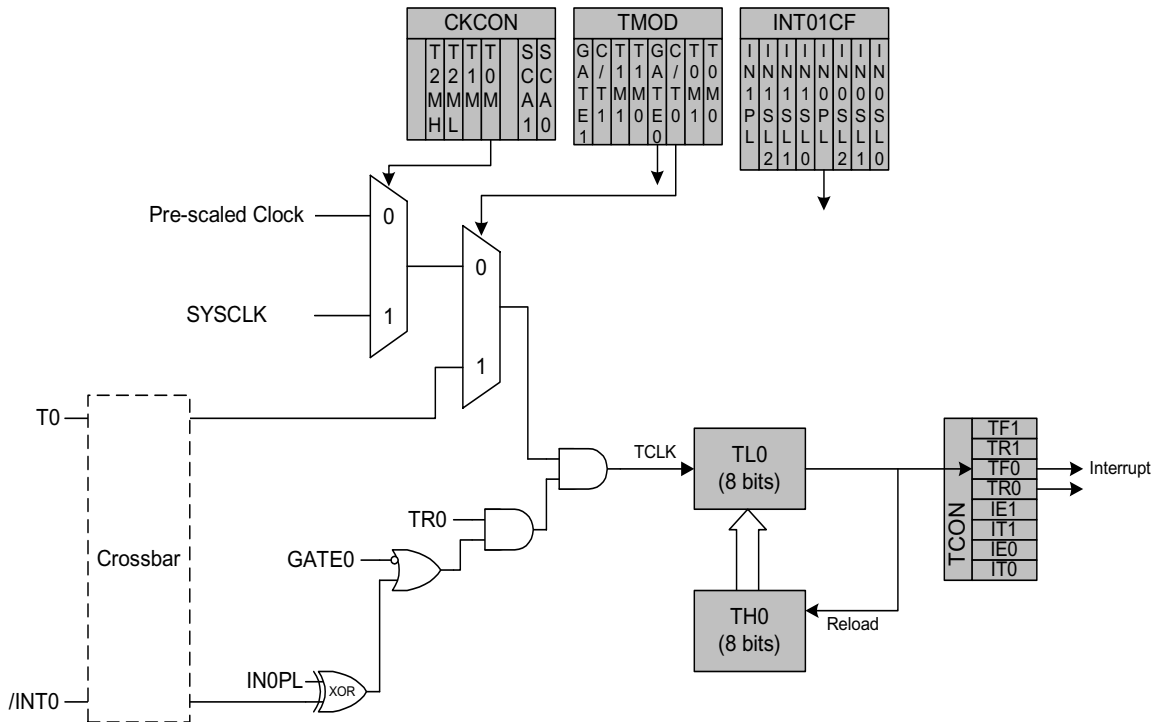 CKCON
T2MH
T2ML
T1M
T0M
SCA1
SCA0
TMOD
GATE1
C/T1
T1M1
T1M0
GATE0
C/T0
T0M1
T0M0
INT01CF
IN1PL
IN1SL2
IN1SL1
IN1SL0
IN0PL
IN0SL2
IN0SL1
IN0SL0
Pre-scaled Clock
0
SYSCLK
1
0
1
T0
Crossbar
/INT0
TR0
GATE0
IN0PL
XOR
TCLK
TL0
(8 bits)
TH0
(8 bits)
Reload
TCON
TF1
TR1
TF0
TR0
IE1
IT1
IE0
IT0
Interrupt